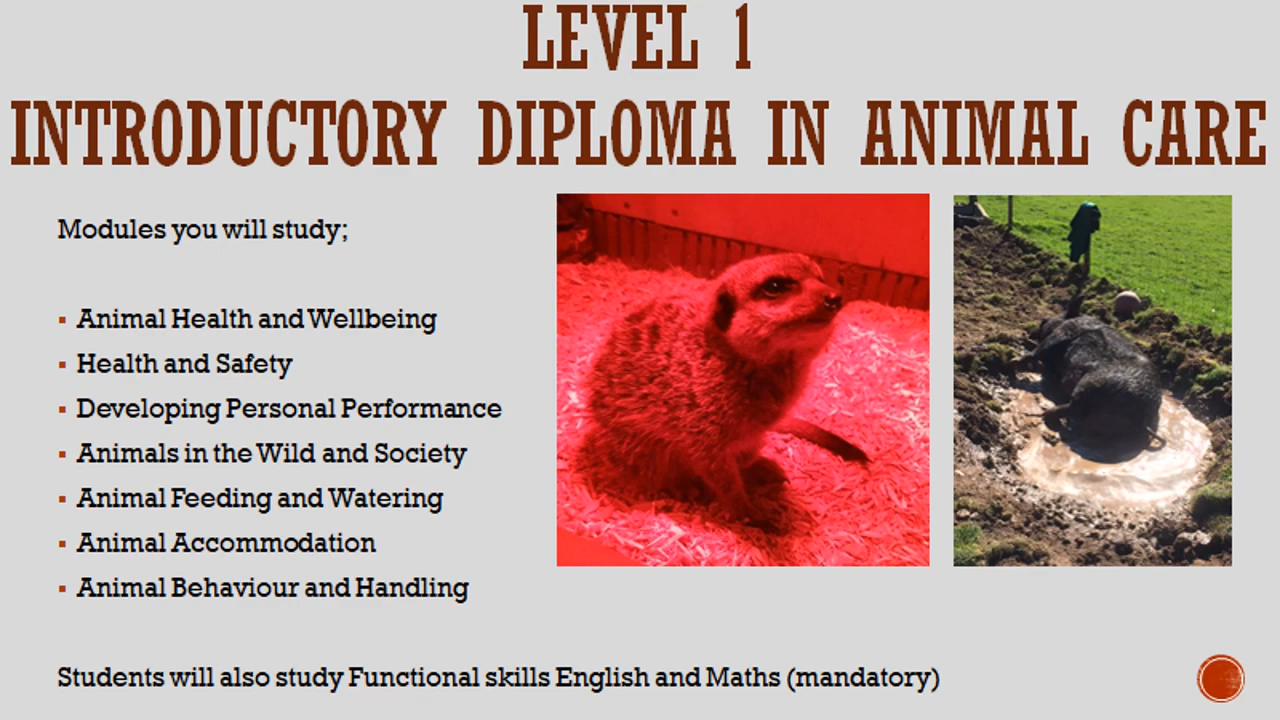 LEVEL 1
INTRODUCTORY DIPLOMA IN ANIMAL CARE
Modules you will study;
Animal Health and Wellbeing
Health and Safety
Developing Personal Performance
Animals in the Wild and Society
Animal Feeding and Watering
Animal Accommodation
Animal Behaviour and Handling
Students will also study Functional skills English and Maths (mandatory)